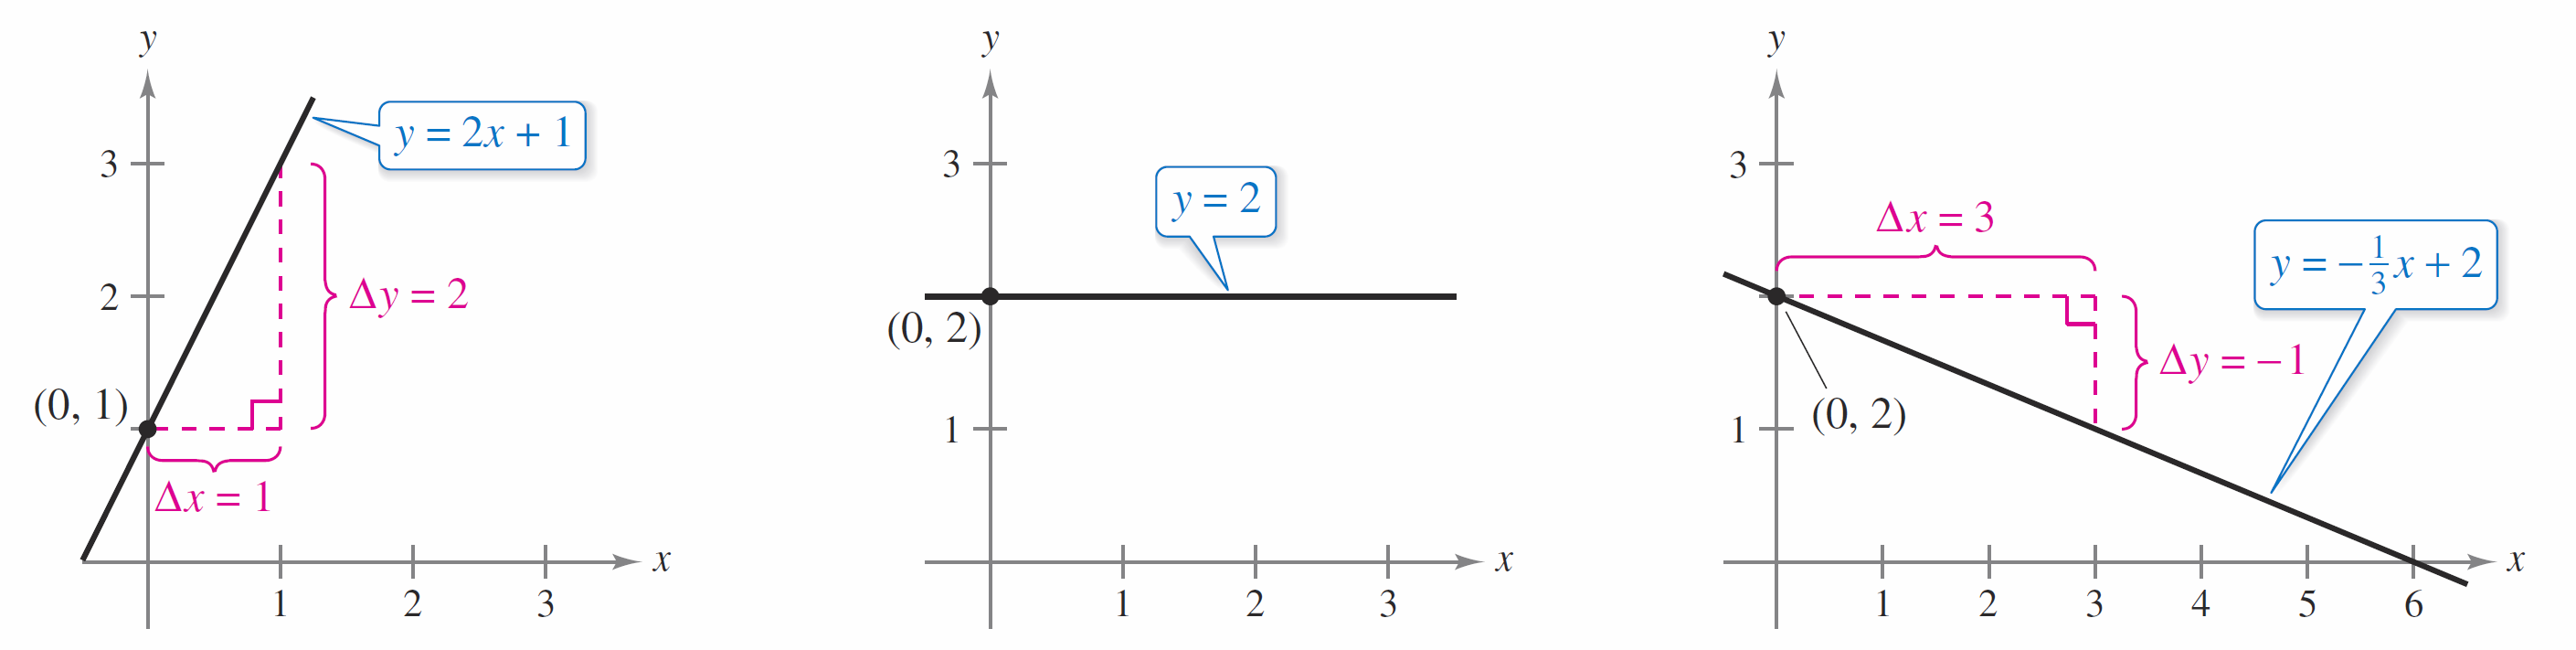 y
y = 2x + 1
3
Δy = 2
2
(0, 1)
Δx = 1
x
1 2 3
y
3
y = 2
(0, 2)
1
x
1 2 3
y
3
Δx = 3
y = −1/3 x + 2
Δy = −1
(0, 2)
1
x
1 2 3 4 5 6